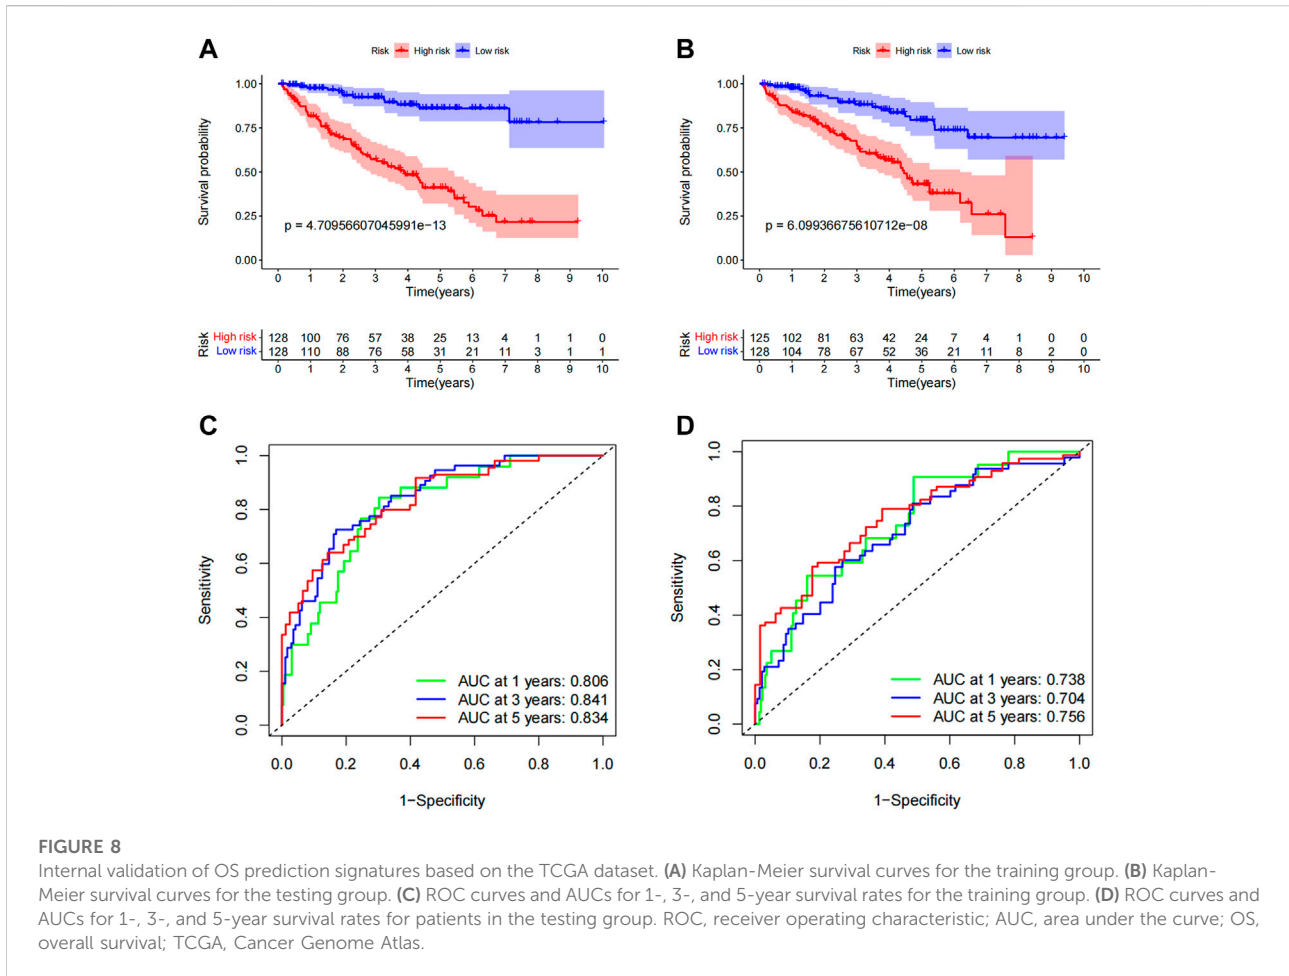 A
Risk High risk Low risk
Survival probability
1.00
0.75
0.50
0.25
0.00
p = 4.70956607045991e−13
0 1 2 3 4 5 6 7 8 9 10
Time(years)
Risk
High risk 128 100 76 57 38 25 13 4 1 1 0
Low risk 128 110 88 76 58 31 21 11 3 1 1
0 1 2 3 4 5 6 7 8 9 10
Time(years)
B
Risk High risk Low risk
Survival probability
1.00
0.75
0.50
0.25
0.00
p = 6.09936675610712e−08
0 1 2 3 4 5 6 7 8 9 10
Time(years)
Risk
High risk 125 102 81 63 42 24 7 4 1 0 0
Low risk 128 104 78 67 52 36 21 11 8 2 0
0 1 2 3 4 5 6 7 8 9 10
Time(years)
C
Sensitivity
1.0
0.8
0.6
0.4
0.2
0.0
AUC at 1 years: 0.806
AUC at 3 years: 0.841
AUC at 5 years: 0.834
0.0 0.2 0.4 0.6 0.8 1.0
1−Specificity
D
Sensitivity
1.0
0.8
0.6
0.4
0.2
0.0
AUC at 1 years: 0.738
AUC at 3 years: 0.704
AUC at 5 years: 0.756
0.0 0.2 0.4 0.6 0.8 1.0
1−Specificity
FIGURE 8
Internal validation of OS prediction signatures based on the TCGA dataset. (A) Kaplan-Meier survival curves for the training group. (B) Kaplan-
Meier survival curves for the testing group. (C) ROC curves and AUCs for 1-, 3-, and 5-year survival rates for the training group. (D) ROC curves and
AUCs for 1-, 3-, and 5-year survival rates for patients in the testing group. ROC, receiver operating characteristic; AUC, area under the curve; OS,
overall survival; TCGA, Cancer Genome Atlas.